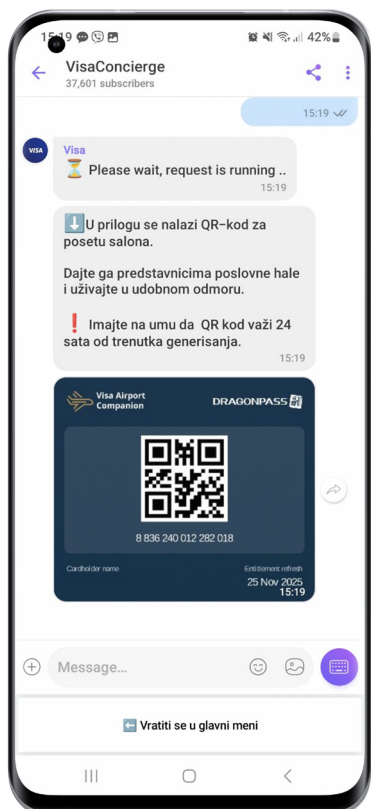 15:19
42%
VisaConcierge
37,601 subscribers
15:19
VISA
Visa
⏳ Please wait, request is running ..
15:19
⬇️U prilogu se nalazi QR-kod za
posetu salona.
Dajte ga predstavnicima poslovne hale
i uživajte u udobnom odmoru.
❗ Imajte na umu da QR kod važi 24
sata od trenutka generisanja.
15:19
Visa Airport
Companion
DRAGONPASS
8 836 240 012 282 018
Cardholder name
Entitlement refresh
25 Nov 2025
15:19
Message...
⬅️ Vratiti se u glavni meni